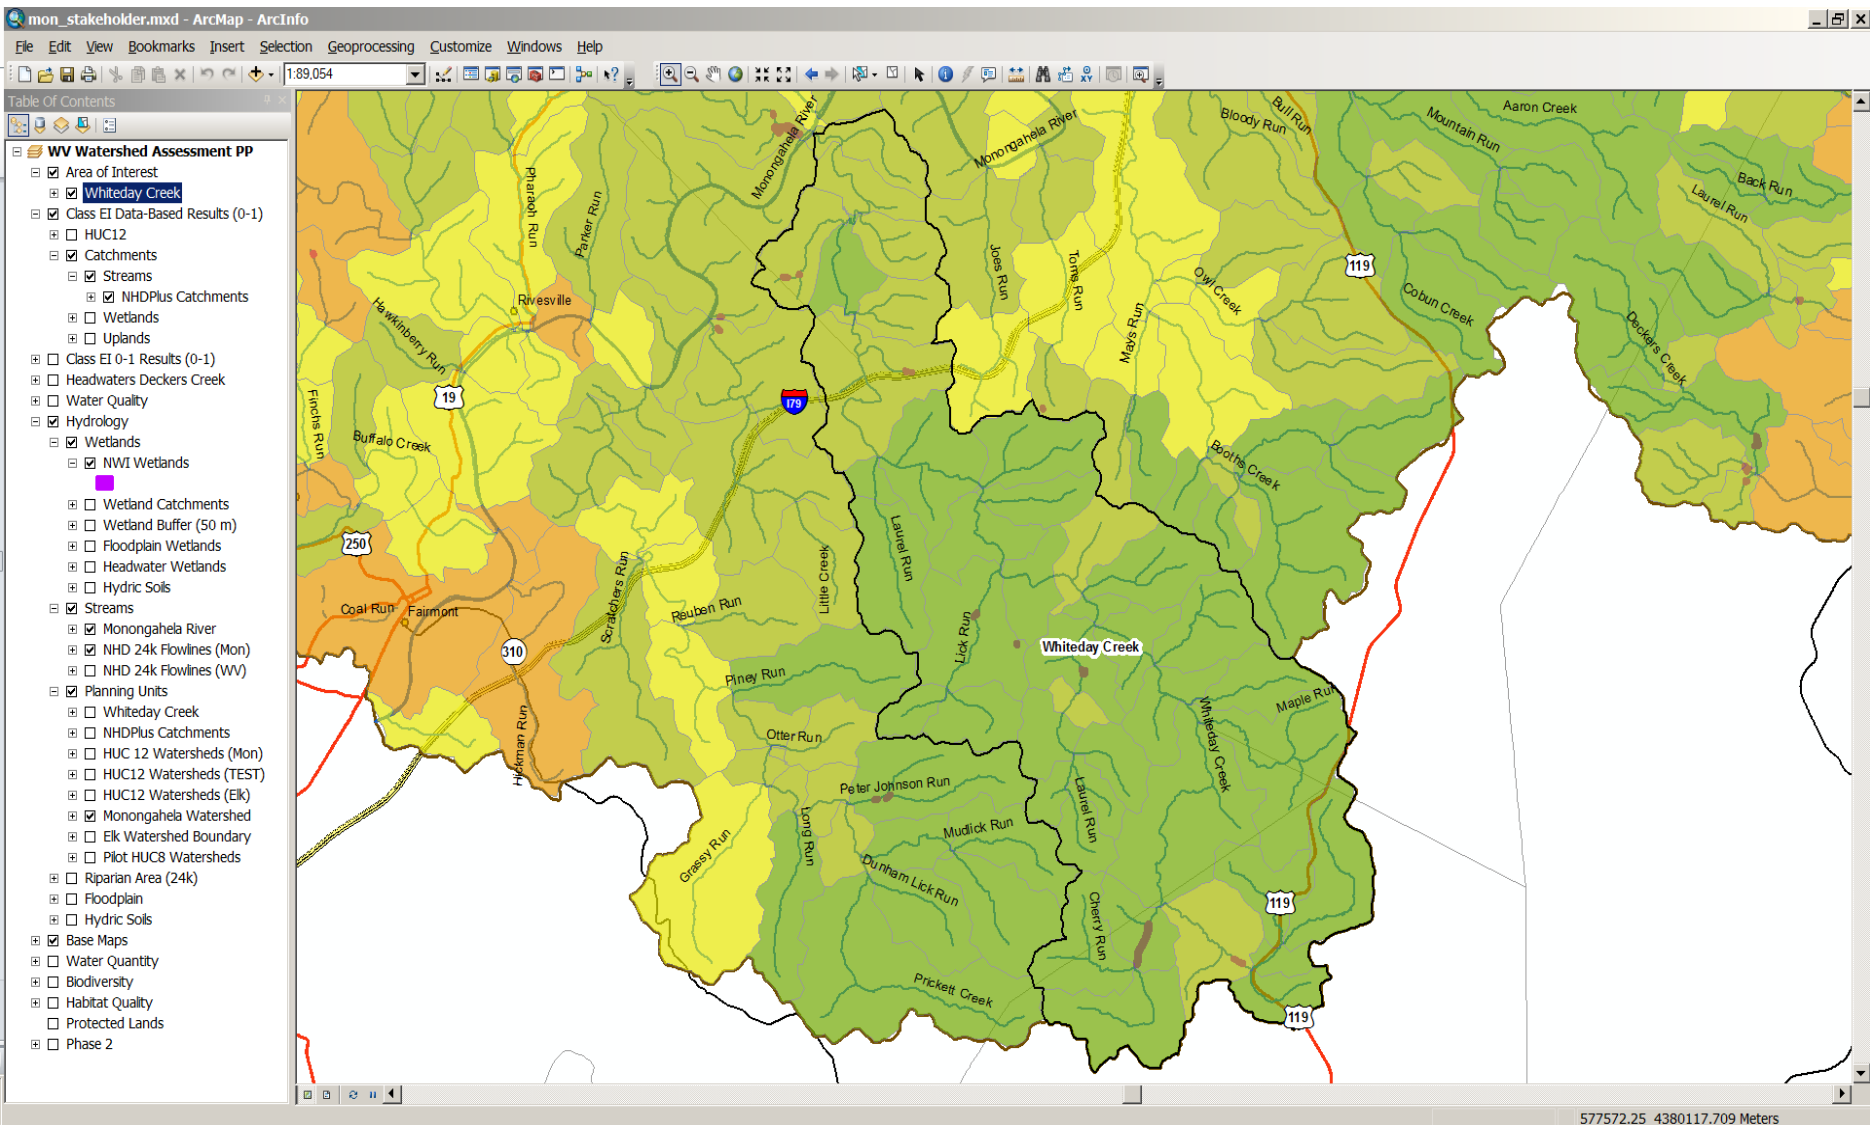 mon_stakeholder.mxd - ArcMap - ArcInfo
File Edit View Bookmarks Insert Selection Geoprocessing Customize Windows Help
1:89,054
Table Of Contents
WV Watershed Assessment PP
Area of Interest
Whiteday Creek
Class EI Data-Based Results (0-1)
HUC12
Catchments
Streams
NHDPlus Catchments
Wetlands
Uplands
Class EI 0-1 Results (0-1)
Headwaters Deckers Creek
Water Quality
Hydrology
Wetlands
NWI Wetlands
Wetland Catchments
Wetland Buffer (50 m)
Floodplain Wetlands
Headwater Wetlands
Hydric Soils
Streams
Monongahela River
NHD 24k Flowlines (Mon)
NHD 24k Flowlines (WV)
Planning Units
Whiteday Creek
NHDPlus Catchments
HUC 12 Watersheds (Mon)
HUC12 Watersheds (TEST)
HUC12 Watersheds (Elk)
Monongahela Watershed
Elk Watershed Boundary
Pilot HUC8 Watersheds
Riparian Area (24k)
Floodplain
Hydric Soils
Base Maps
Water Quantity
Biodiversity
Habitat Quality
Protected Lands
Phase 2
Monongahela River
Monongahela River
Bloody Run
Bull Run
Aaron Creek
Mountain Run
Back Run
Laurel Run
Pharaoh Run
Parker Run
Joes Run
Toms Run
Owl Creek
119
Cobun Creek
Deckers Creek
Rivesville
Hawkinberry Run
Mays Run
19
I79
Finchs Run
Buffalo Creek
Booths Creek
250
Laurel Run
Little Creek
Scratchers Run
Reuben Run
Coal Run
Fairmont
310
Lick Run
Whiteday Creek
Piney Run
Maple Run
Whiteday Creek
Hickman Run
Otter Run
Peter Johnson Run
Laurel Run
Long Run
Mudlick Run
Grassy Run
Dunham Lick Run
Cherry Run
119
Prickett Creek
119
577572.25 4380117.709 Meters